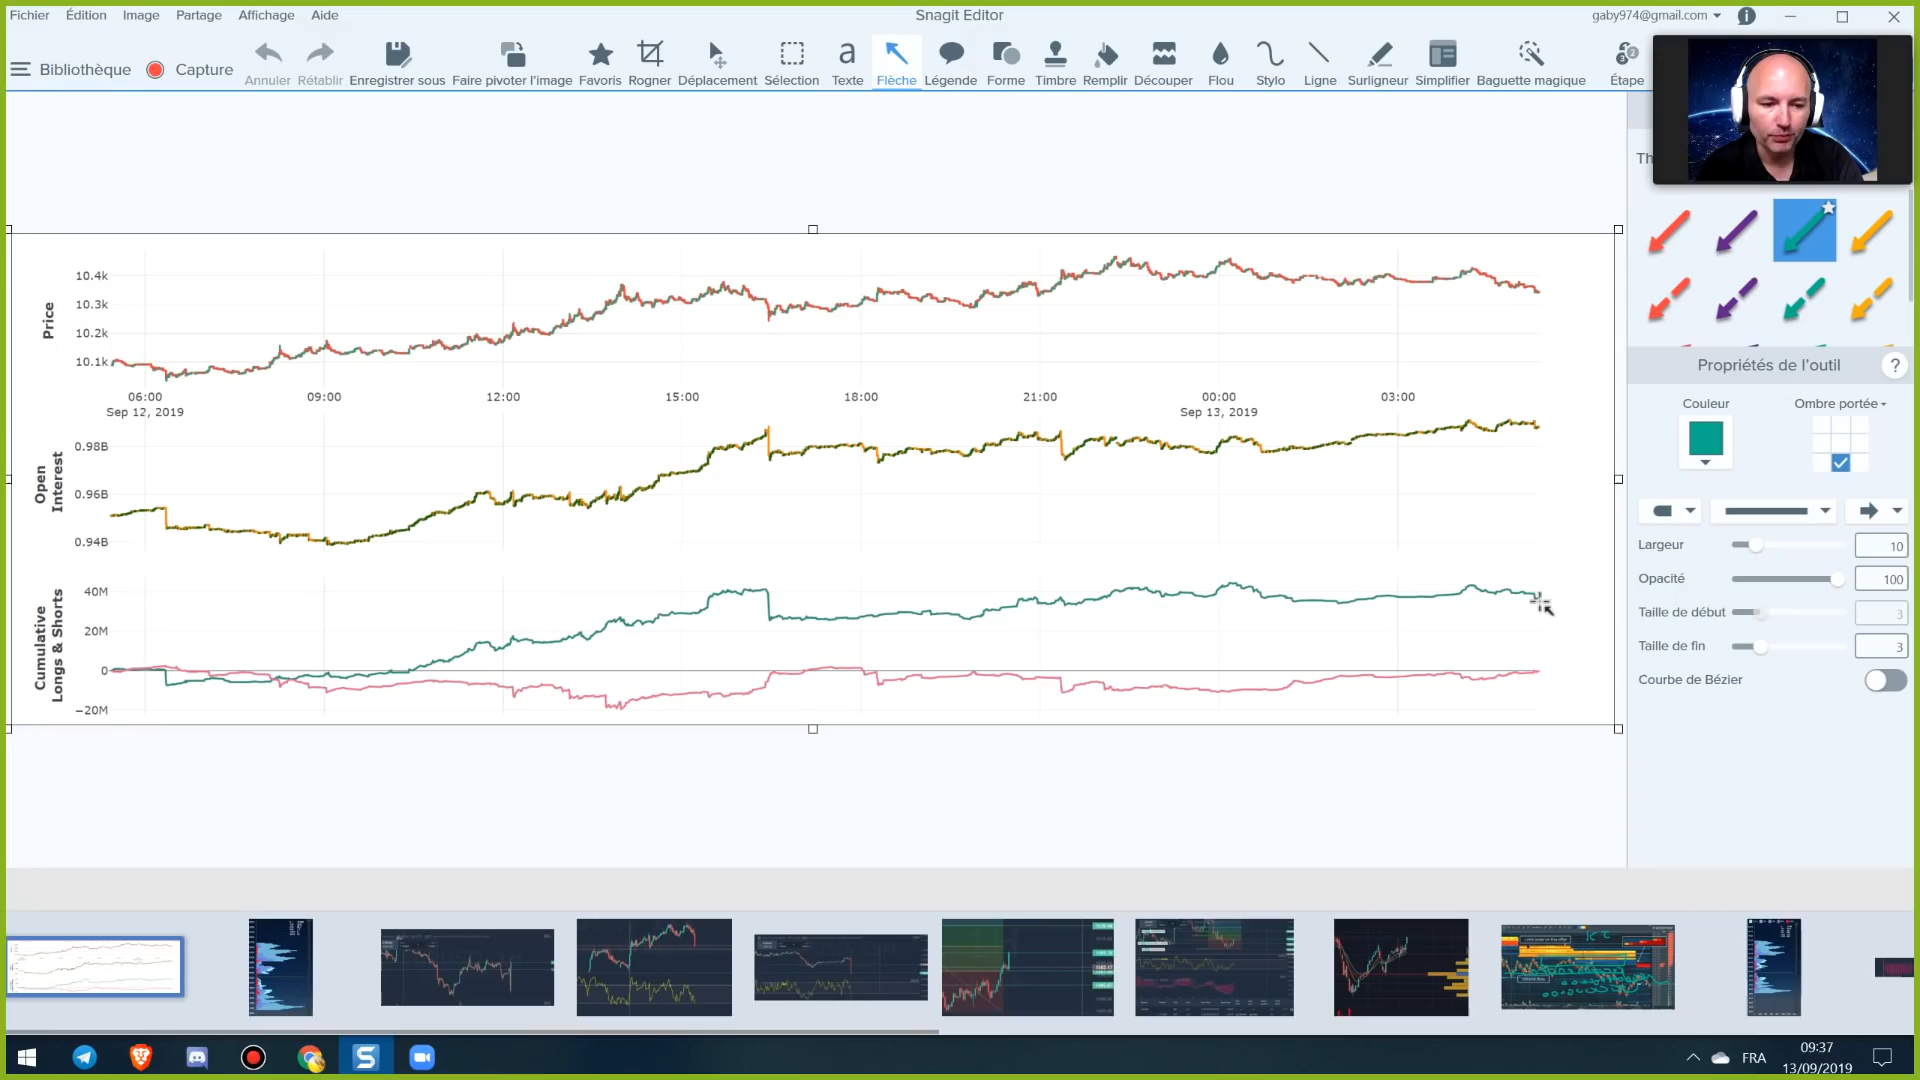 Fichier Édition Image Partage Affichage Aide
Snagit Editor
gaby974@gmail.com
Bibliothèque
Capture
Annuler
Rétablir
Enregistrer sous
Faire pivoter l'image
Favoris
Rogner
Déplacement
Sélection
Texte
Flèche
Légende
Forme
Timbre
Remplir
Découper
Flou
Stylo
Ligne
Surligneur
Simplifier
Baguette magique
Étape
Th
Propriétés de l'outil
?
Couleur
Ombre portée
Largeur
10
Opacité
100
Taille de début
3
Taille de fin
3
Courbe de Bézier
Price
10.4k
10.3k
10.2k
10.1k
06:00
09:00
12:00
15:00
18:00
21:00
00:00
03:00
Sep 12, 2019
Sep 13, 2019
Open
Interest
0.98B
0.96B
0.94B
Cumulative
Longs & Shorts
40M
20M
0
−20M
FRA
09:37
13/09/2019